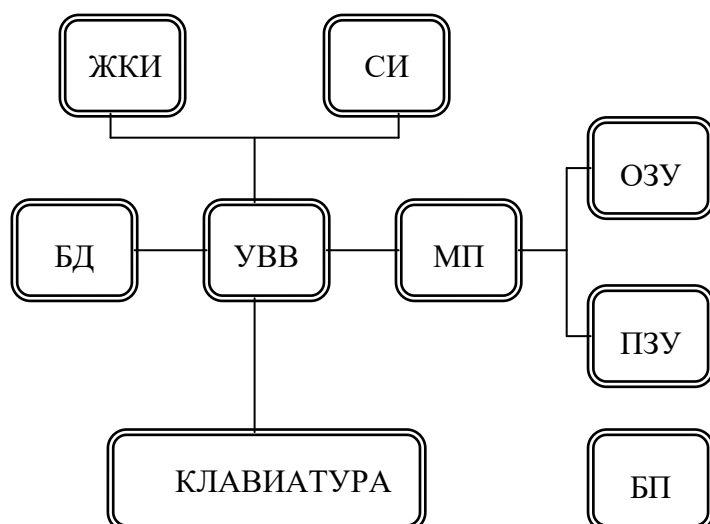 ЖКИ
СИ
ОЗУ
БД
УВВ
МП
ПЗУ
КЛАВИАТУРА
БП